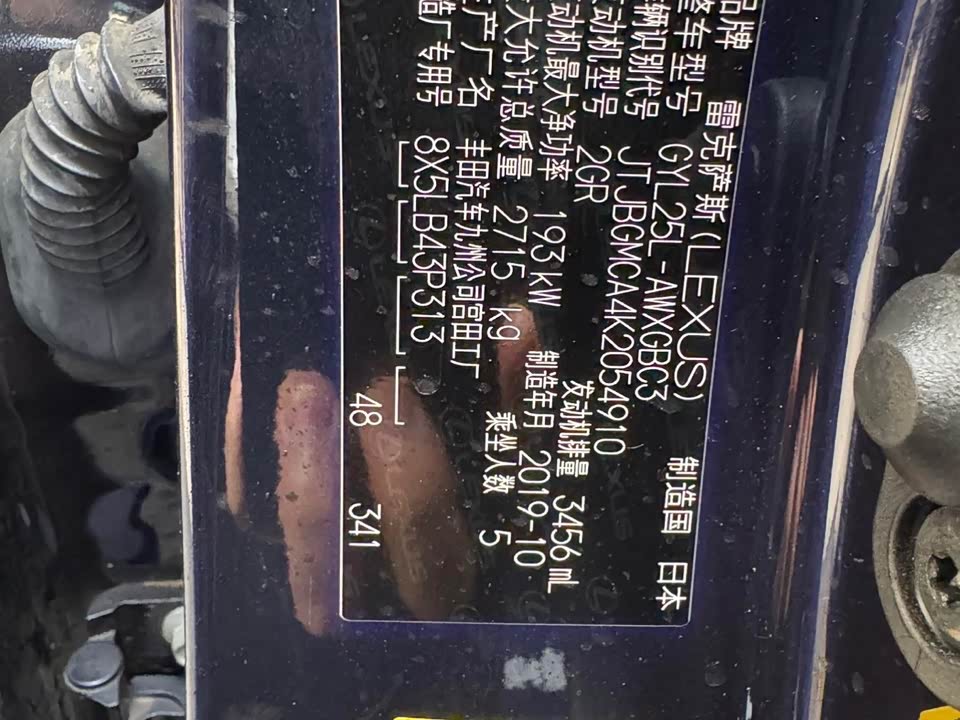 品牌 雷克萨斯(LEXUS) 制造国 日本
整车型号 GYL25L-AWXGBC3
车辆识别代号 JTJBGMCA4K2054910
发动机型号 2GR 发动机排量 3456 mL
发动机最大净功率 193 kW 制造年月 2019-10
最大允许总质量 2715 kg 乘坐人数 5
生产厂名 丰田汽车九州公司宫田工厂
制造厂专用号 8X5LB43P313
48 341